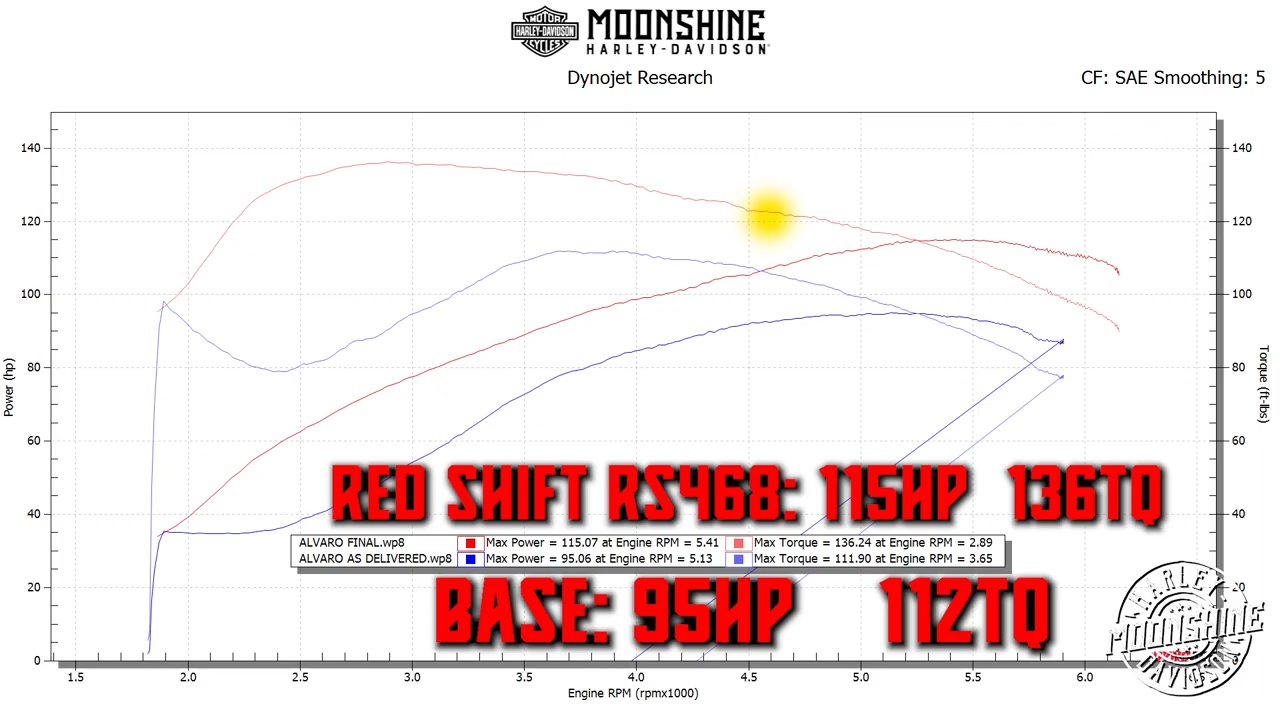 MOTOR
HARLEY-DAVIDSON
CYCLES
MOONSHINE
HARLEY-DAVIDSON
Dynojet Research
CF: SAE Smoothing: 5
140
120
100
80
60
40
20
0
Power (hp)
140
120
100
80
60
40
20
Torque (ft-lbs)
RED SHIFT RS468: 115HP 136TQ
ALVARO FINAL.wp8 Max Power = 115.07 at Engine RPM = 5.41 Max Torque = 136.24 at Engine RPM = 2.89
ALVARO AS DELIVERED.wp8 Max Power = 95.06 at Engine RPM = 5.13 Max Torque = 111.90 at Engine RPM = 3.65
BASE: 95HP 112TQ
HARLEY
MOONSHINE
DAVIDSON
1.5 2.0 2.5 3.0 3.5 4.0 4.5 5.0 5.5 6.0
Engine RPM (rpmx1000)